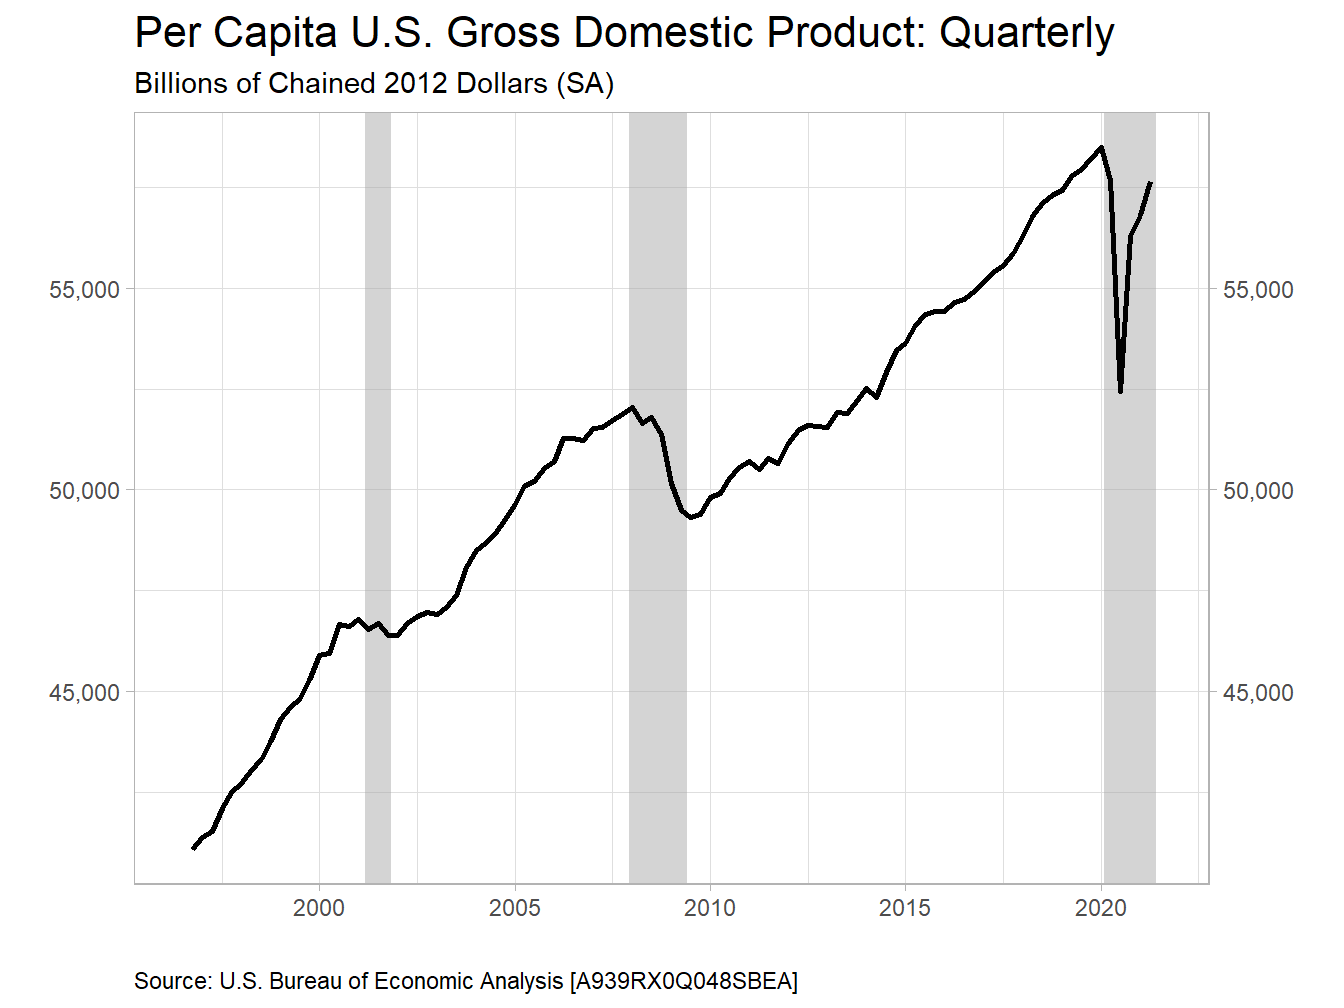 Per Capita U.S. Gross Domestic Product: Quarterly
Billions of Chained 2012 Dollars (SA)
55,000 55,000
50,000 50,000
45,000 45,000
2000 2005 2010 2015 2020
Source: U.S. Bureau of Economic Analysis [A939RX0Q048SBEA]